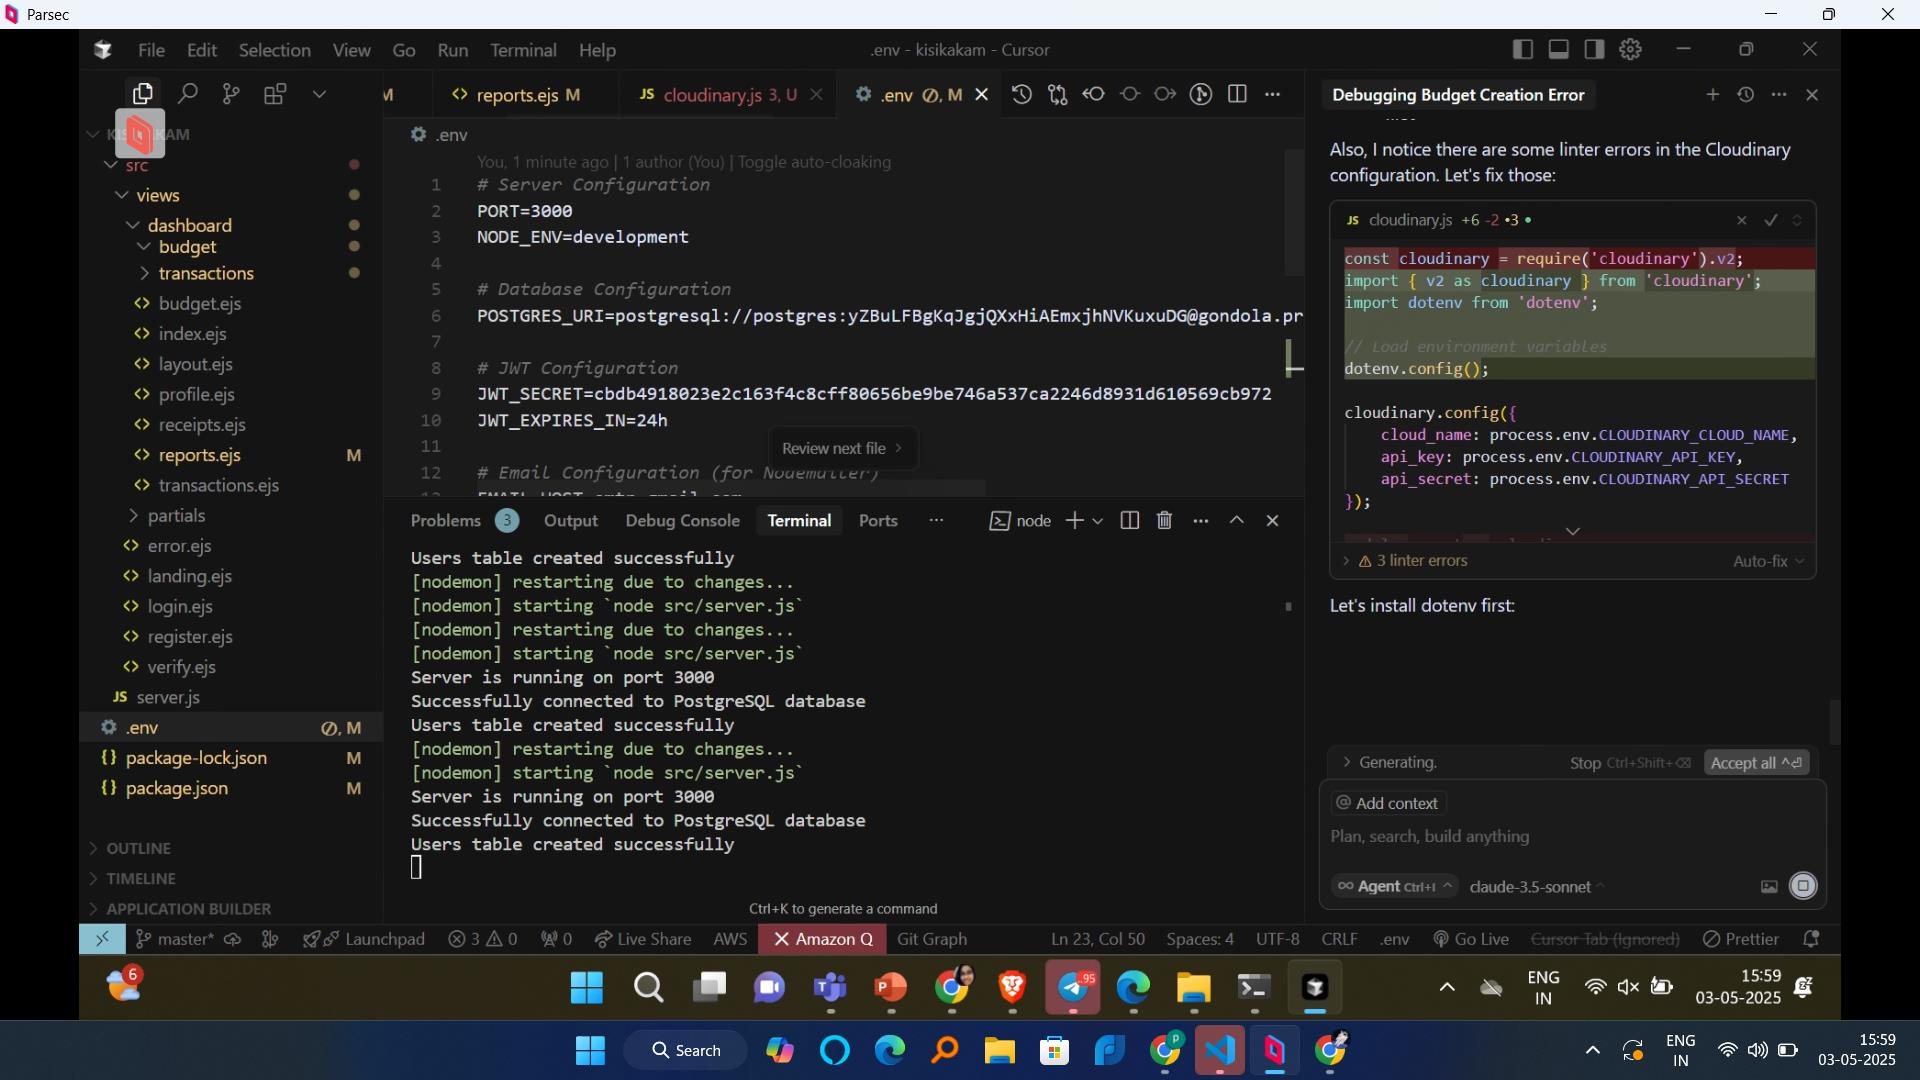 Parsec
File Edit Selection View Go Run Terminal Help
.env - kisikakam - Cursor
M
reports.ejs M
JS cloudinary.js 3, U
.env M
Debugging Budget Creation Error
src
views
dashboard
budget
transactions
budget.ejs
index.ejs
layout.ejs
profile.ejs
receipts.ejs
reports.ejs M
transactions.ejs
partials
error.ejs
landing.ejs
login.ejs
register.ejs
verify.ejs
JS server.js
.env , M
{} package-lock.json M
{} package.json M
OUTLINE
TIMELINE
APPLICATION BUILDER
.env
You, 1 minute ago | 1 author (You) | Toggle auto-cloaking
1 # Server Configuration
2 PORT=3000
3 NODE_ENV=development
4
5 # Database Configuration
6 POSTGRES_URI=postgresql://postgres:yZBuLFBgKqJgjQXxHiAEmxjhNVKuxuDG@gondola.pr
7
8 # JWT Configuration
9 JWT_SECRET=cbdb4918023e2c163f4c8cff80656be9be746a537ca2246d8931d610569cb972
10 JWT_EXPIRES_IN=24h
11
12 # Email Configuration (for Nodemailer)
Review next file
Problems 3 Output Debug Console Terminal Ports ··· node
Users table created successfully
[nodemon] restarting due to changes...
[nodemon] starting `node src/server.js`
[nodemon] restarting due to changes...
[nodemon] starting `node src/server.js`
Server is running on port 3000
Successfully connected to PostgreSQL database
Users table created successfully
[nodemon] restarting due to changes...
[nodemon] starting `node src/server.js`
Server is running on port 3000
Successfully connected to PostgreSQL database
Users table created successfully
Ctrl+K to generate a command
Also, I notice there are some linter errors in the Cloudinary
configuration. Let's fix those:
JS cloudinary.js +6 -2 •3 •
const cloudinary = require('cloudinary').v2;
import { v2 as cloudinary } from 'cloudinary';
import dotenv from 'dotenv';
// Load environment variables
dotenv.config();
cloudinary.config({
cloud_name: process.env.CLOUDINARY_CLOUD_NAME,
api_key: process.env.CLOUDINARY_API_KEY,
api_secret: process.env.CLOUDINARY_API_SECRET
});
3 linter errors Auto-fix
Let's install dotenv first:
Generating. Stop Ctrl+Shift+⌫ Accept all ^⏎
@ Add context
Plan, search, build anything
∞ Agent Ctrl+I claude-3.5-sonnet
master* Launchpad 3 0 0 Live Share AWS Amazon Q Git Graph Ln 23, Col 50 Spaces: 4 UTF-8 CRLF .env Go Live Cursor Tab (Ignored) Prettier
6
.95
ENG
IN
15:59
03-05-2025
Search
ENG
IN
15:59
03-05-2025